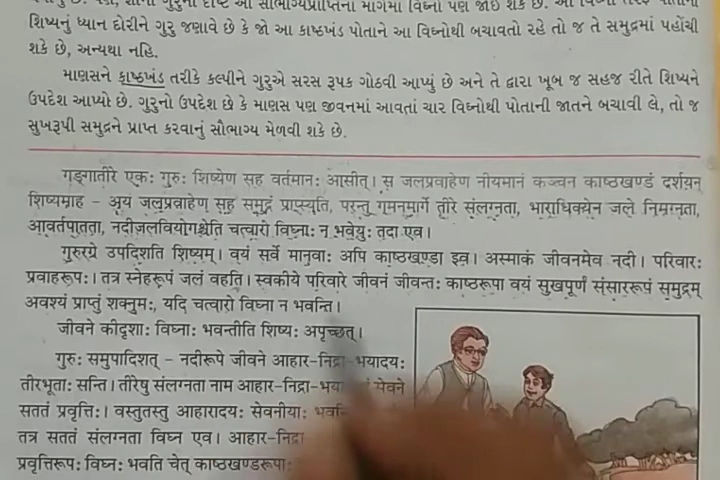 શિષ્યનું ધ્યાન દોરીને ગુરુ જણાવે છે કે જો આ કાષ્ઠખંડ પોતાને આ વિઘ્નોથી બચાવતો રહે તો જ તે સમુદ્રમાં પહોંચી
શકે છે, અન્યથા નહિ.
માણસને કાષ્ઠખંડ તરીકે કલ્પીને ગુરુએ સરસ રૂપક ગોઠવી આપ્યું છે અને તે દ્વારા ખૂબ જ સહજ રીતે શિષ્યને
ઉપદેશ આપ્યો છે. ગુરુનો ઉપદેશ છે કે માણસ પણ જીવનમાં આવતાં ચાર વિઘ્નોથી પોતાની જાતને બચાવી લે, તો જ
સુખરૂપી સમુદ્રને પ્રાપ્ત કરવાનું સૌભાગ્ય મેળવી શકે છે.
गङ्गातीरे एकः गुरुः शिष्येण सह वर्तमानः आसीत्। स जलप्रवाहेण नीयमानं कञ्चन काष्ठखण्डं दर्शयन्
शिष्यमाह - अयं जलप्रवाहेण सह समुद्रं प्राप्स्यति, परन्तु गमनमार्गे तीरे संलग्नता, भाराधिक्येन जले निमग्नता,
आवर्तपातता, नदीजलवियोगश्चेति चत्वारो विघ्नाः न भवेयुः तदा एव।
गुरुरग्रे उपदिशति शिष्यम्। वयं सर्वे मानवाः अपि काष्ठखण्डा इव। अस्माकं जीवनमेव नदी। परिवारः
प्रवाहरूपः। तत्र स्नेहरूपं जलं वहति। स्वकीये परिवारे जीवनं जीवन्तः काष्ठरूपा वयं सुखपूर्णं संसाररूपं समुद्रम्
अवश्यं प्राप्तुं शक्नुमः, यदि चत्वारो विघ्ना न भवन्ति।
जीवने कीदृशाः विघ्नाः भवन्तीति शिष्यः अपृच्छत्।
गुरुः समुपादिशत् - नदीरूपे जीवने आहार-निद्रा-भयादयः
तीरभूताः सन्ति। तीरेषु संलग्नता नाम आहार-निद्रा-भया सेवने
सततं प्रवृत्तिः। वस्तुतस्तु आहारादयः सेवनीयाः
तत्र सततं संलग्नता विघ्न एव। आहार-निद्रा
प्रवृत्तिरूपः विघ्नः भवति चेत् काष्ठखण्डरूपाः